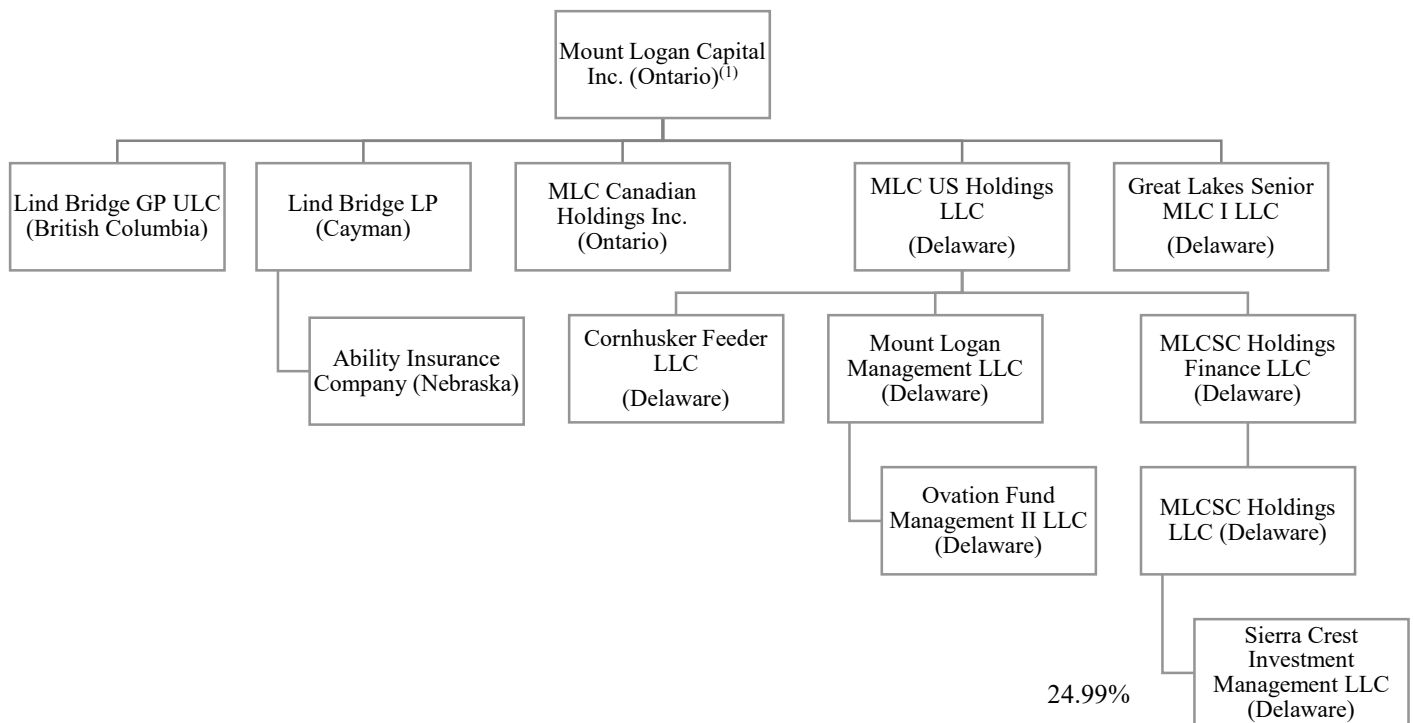 Mount Logan Capital
Inc. (Ontario)(1)
Lind Bridge GP ULC
(British Columbia)
Lind Bridge LP
(Cayman)
MLC Canadian
Holdings Inc.
(Ontario)
MLC US Holdings
LLC
(Delaware)
Great Lakes Senior
MLC I LLC
(Delaware)
Ability Insurance
Company (Nebraska)
Cornhusker Feeder
LLC
(Delaware)
Mount Logan
Management LLC
(Delaware)
MLCSC Holdings
Finance LLC
(Delaware)
Ovation Fund
Management II LLC
(Delaware)
MLCSC Holdings
LLC (Delaware)
24.99%
Sierra Crest
Investment
Management LLC
(Delaware)